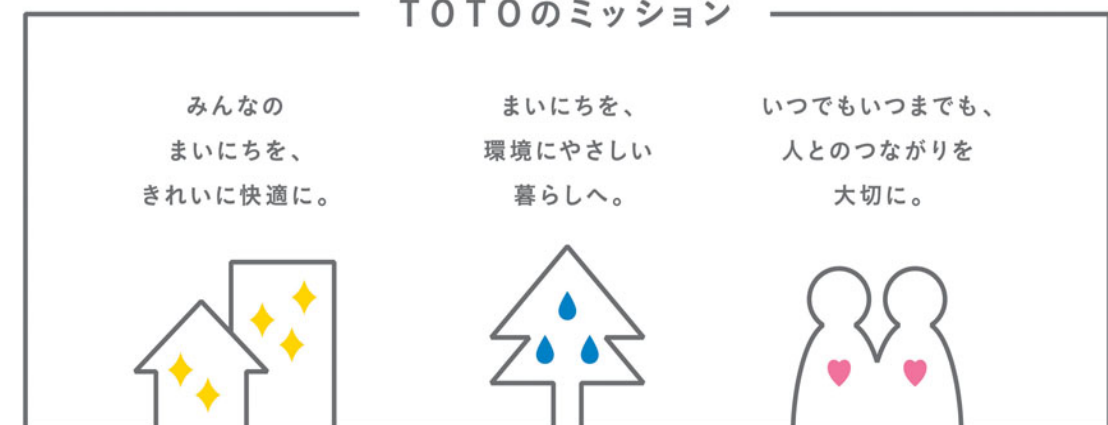 TOTOのミッション
みんなの
まいにちを、
きれいに快適に。
まいにちを、
環境にやさしい
暮らしへ。
いつでもいつまでも、
人とのつながりを
大切に。